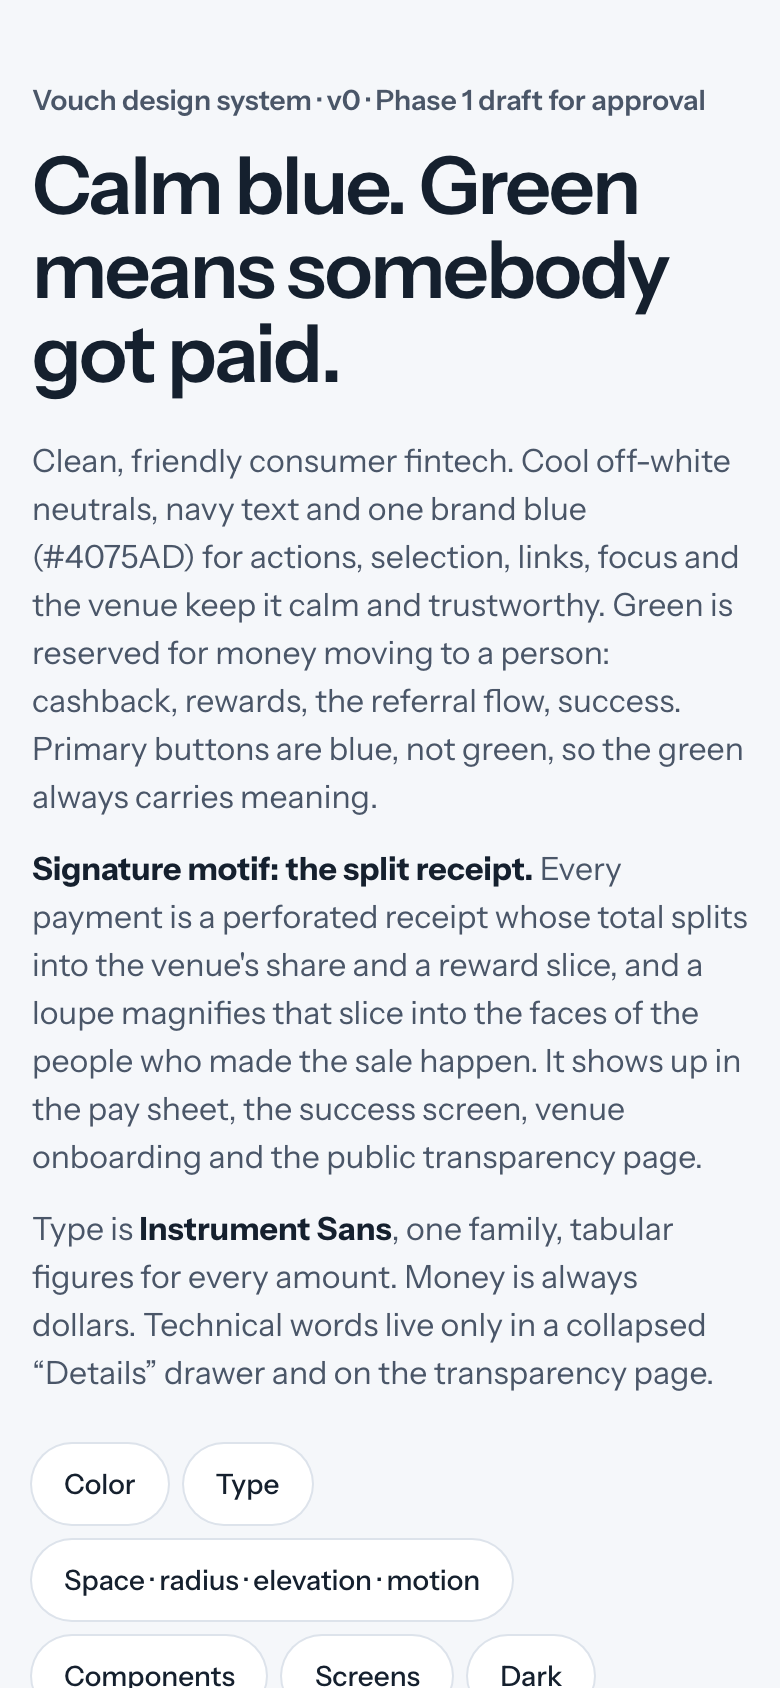 Vouch design system · v0 · Phase 1 draft for approval
Calm blue. Green
means somebody
got paid.
Clean, friendly consumer fintech. Cool off-white
neutrals, navy text and one brand blue
(#4075AD) for actions, selection, links, focus and
the venue keep it calm and trustworthy. Green is
reserved for money moving to a person:
cashback, rewards, the referral flow, success.
Primary buttons are blue, not green, so the green
always carries meaning.
Signature motif: the split receipt. Every
payment is a perforated receipt whose total splits
into the venue's share and a reward slice, and a
loupe magnifies that slice into the faces of the
people who made the sale happen. It shows up in
the pay sheet, the success screen, venue
onboarding and the public transparency page.
Type is Instrument Sans, one family, tabular
figures for every amount. Money is always
dollars. Technical words live only in a collapsed
“Details” drawer and on the transparency page.
Color Type
Space · radius · elevation · motion
Components Screens Dark